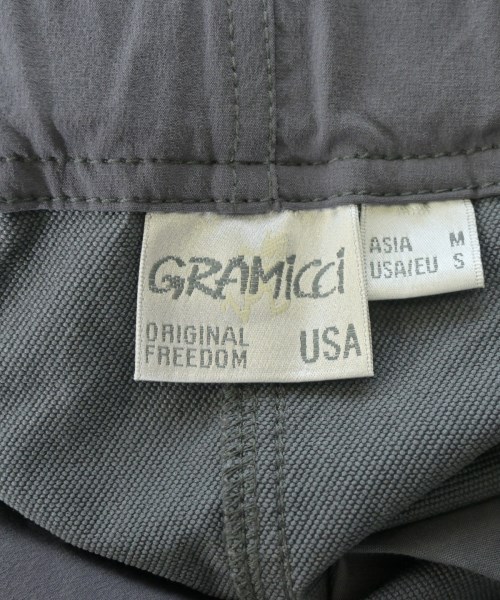 GRAMiCCi
ORIGINAL
FREEDOM
USA
ASIA M
USA/EU S